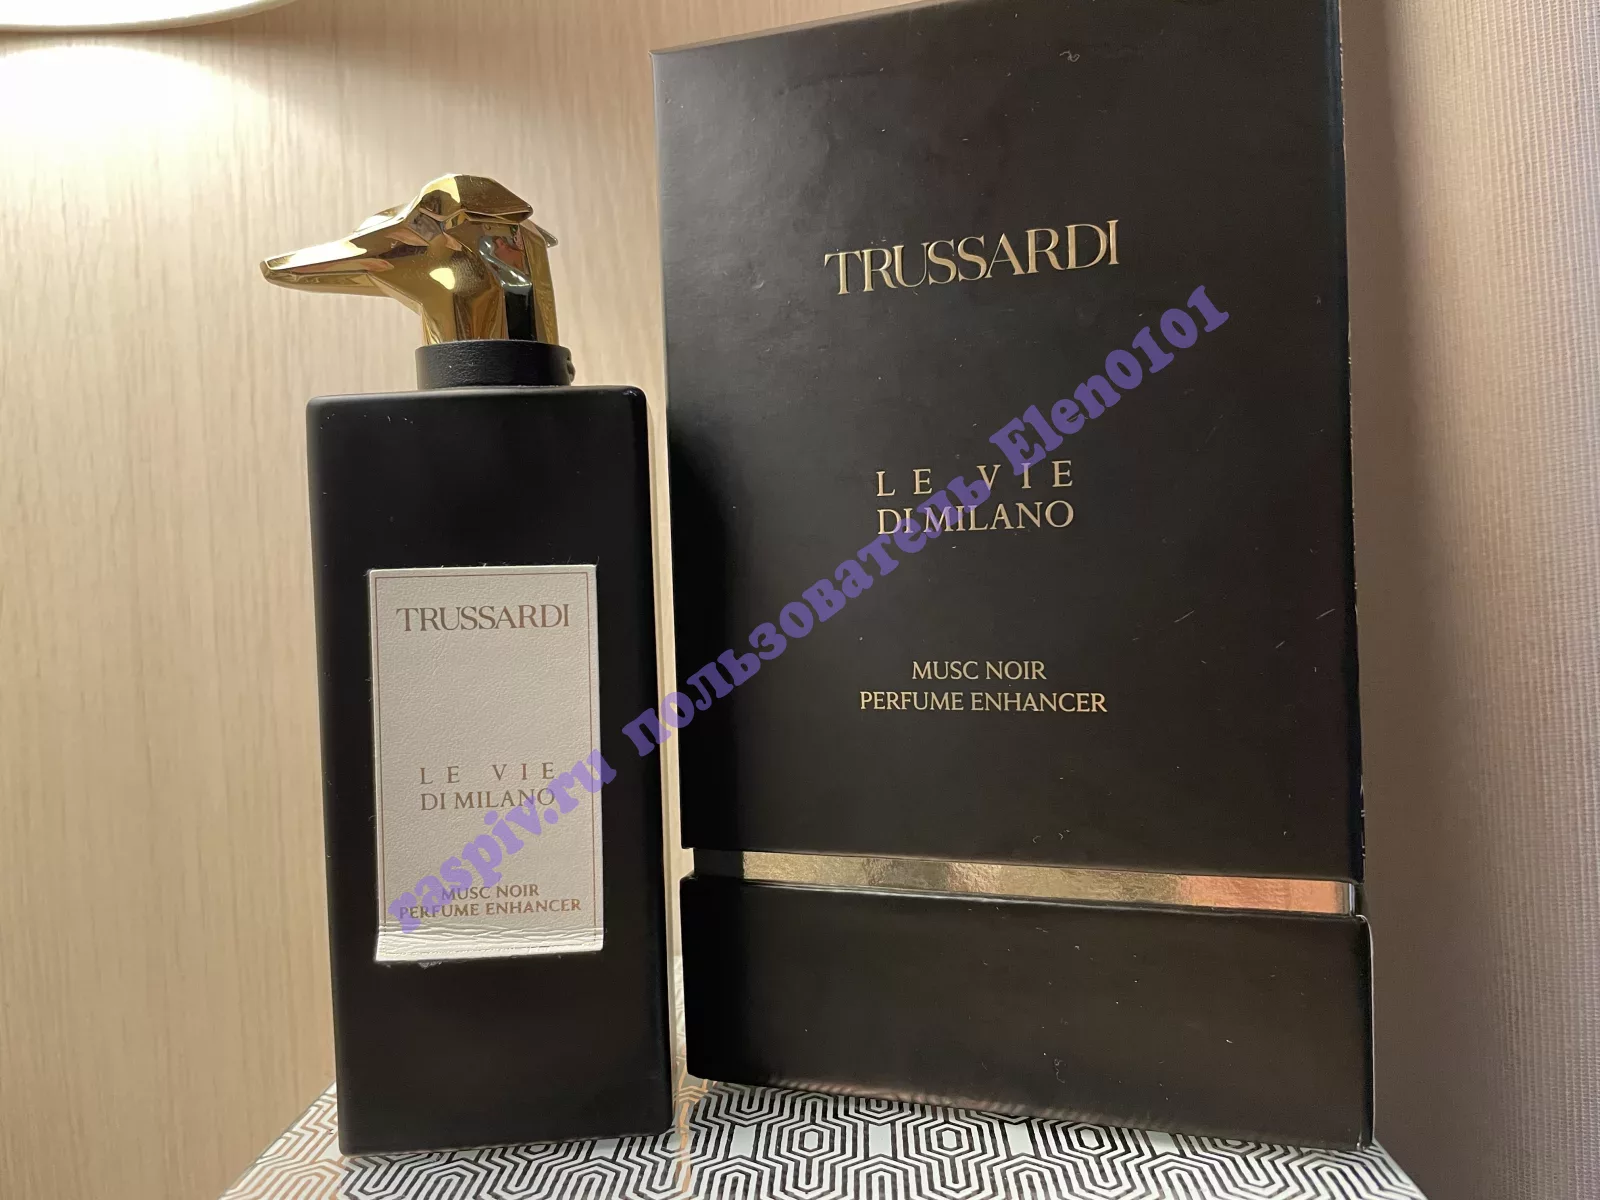 TRUSSARDI
LE VIE
DI MILANO
MUSC NOIR
PERFUME ENHANCER
TRUSSARDI
LE VIE
DI MILANO
MUSC NOIR
PERFUME ENHANCER
raspiv.ru пользователь Elen0101